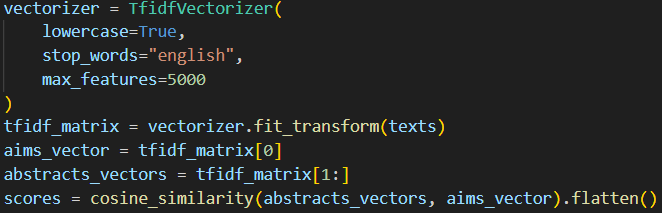 vectorizer = TfidfVectorizer(
    lowercase=True,
    stop_words="english",
    max_features=5000
)
tfidf_matrix = vectorizer.fit_transform(texts)
aims_vector = tfidf_matrix[0]
abstracts_vectors = tfidf_matrix[1:]
scores = cosine_similarity(abstracts_vectors, aims_vector).flatten()